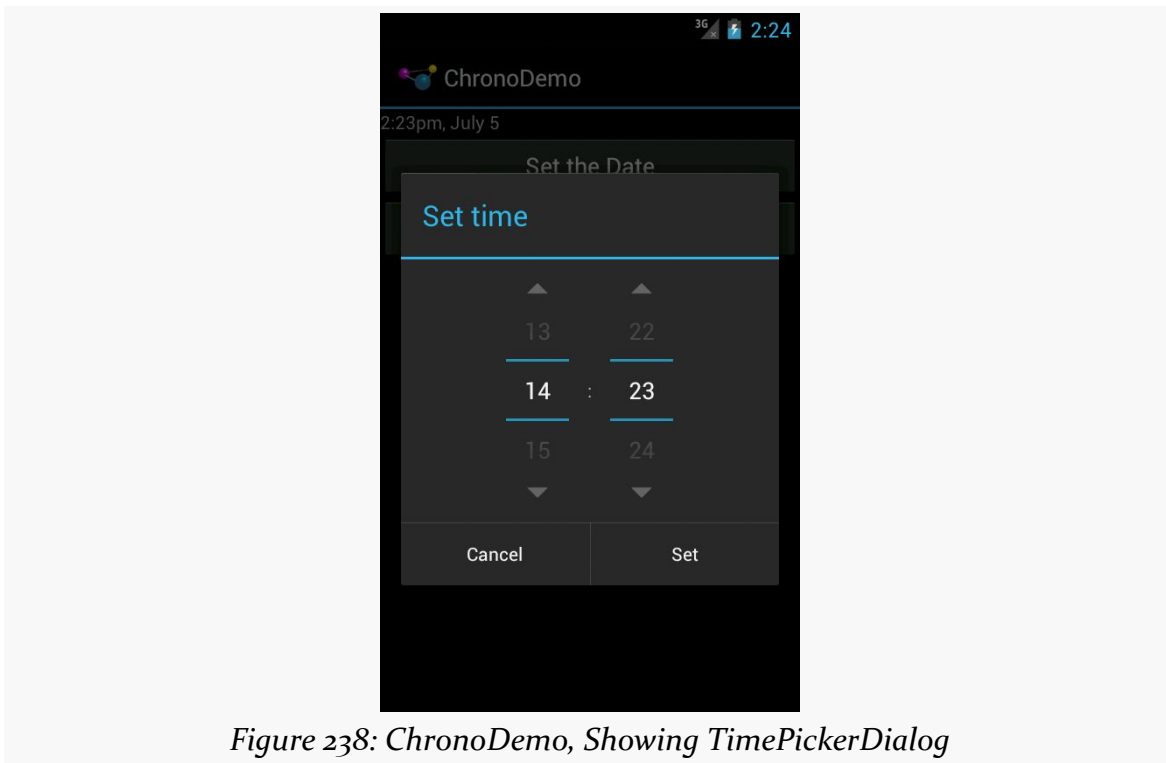 3G 2:24
ChronoDemo
2:23pm, July 5
Set the Date
Set time
13 22
14 : 23
15 24
Cancel Set
Figure 238: ChronoDemo, Showing TimePickerDialog